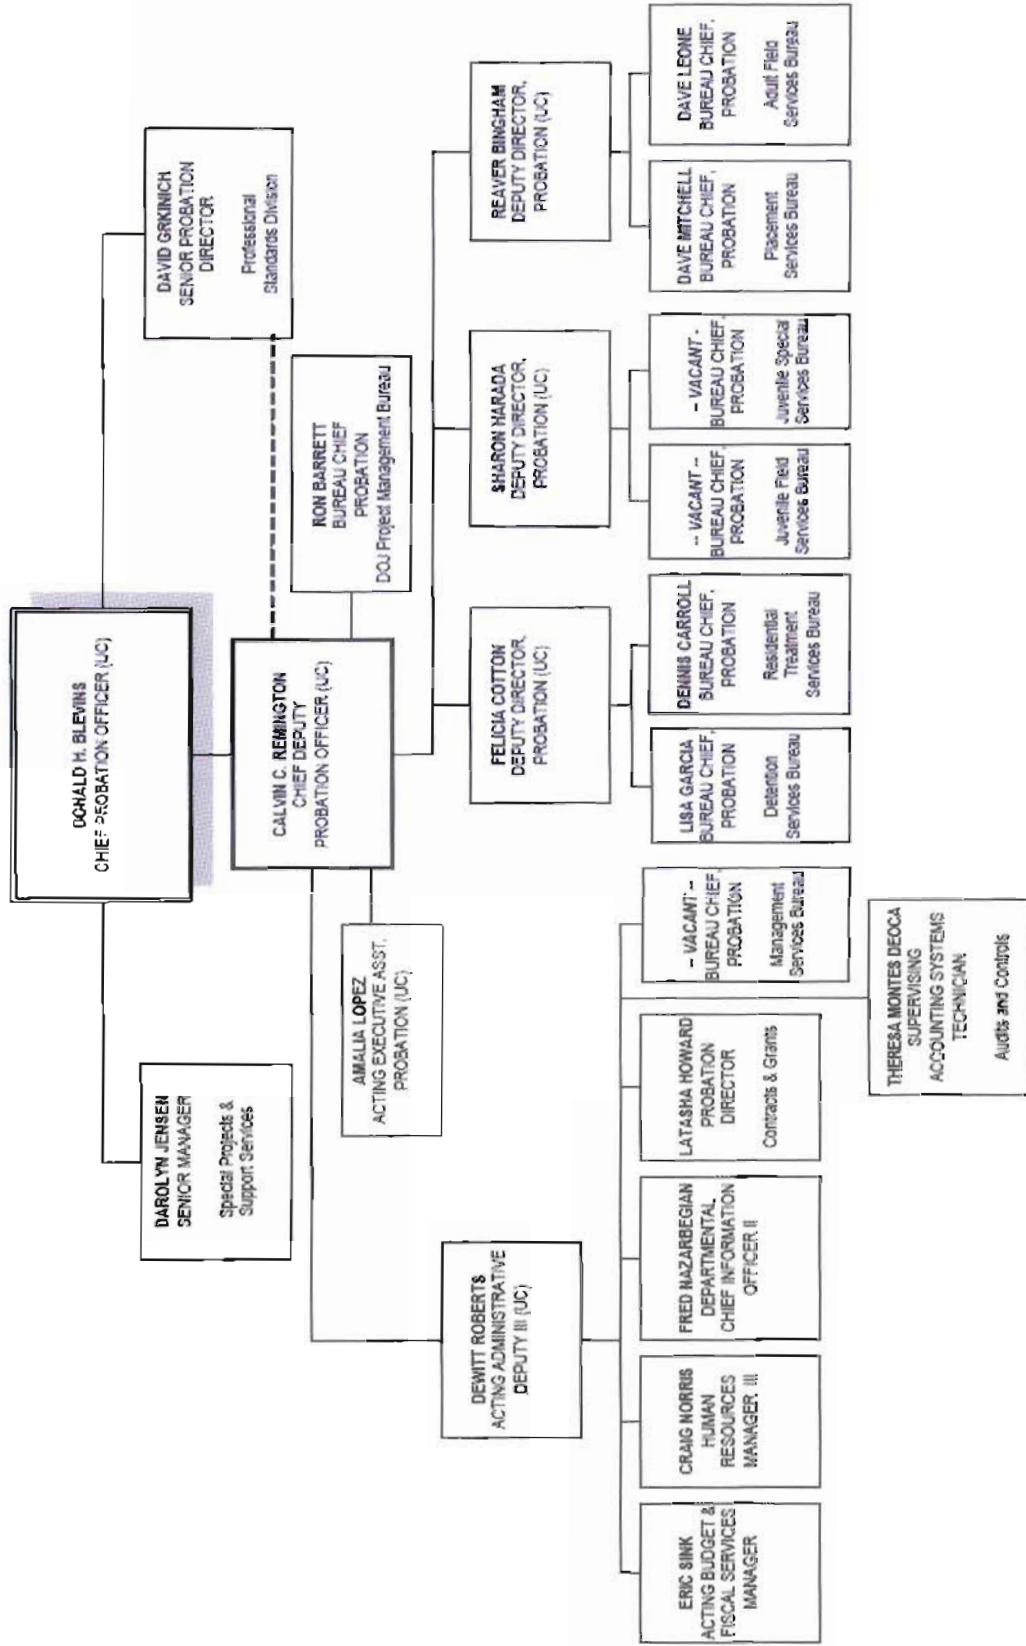 DONALD H. BLEVINS
CHIEF PROBATION OFFICER (UC)
DAROLYN JENSEN
SENIOR MANAGER
Special Projects &
Support Services
DAVID GRKINICH
SENIOR PROBATION
DIRECTOR
Professional
Standards Division
CALVIN C. REMINGTON
CHIEF DEPUTY
PROBATION OFFICER (UC)
AMALIA LOPEZ
ACTING EXECUTIVE ASST.
PROBATION (UC)
RON BARRETT
BUREAU CHIEF
PROBATION
DOJ Project Management Bureau
DEWITT ROBERTS
ACTING ADMINISTRATIVE
DEPUTY III (UC)
FELICIA COTTON
DEPUTY DIRECTOR,
PROBATION (UC)
SHARON HARADA
DEPUTY DIRECTOR,
PROBATION (UC)
REAVER BINGHAM
DEPUTY DIRECTOR,
PROBATION (UC)
ERIC SINK
ACTING BUDGET &
FISCAL SERVICES
MANAGER
CRAIG NORRIS
HUMAN
RESOURCES
MANAGER. III
FRED NAZARBEGIAN
DEPARTMENTAL
CHIEF INFORMATION
OFFICER II
LATASHA HOWARD
PROBATION
DIRECTOR
Contracts & Grants
-- VACANT --
BUREAU CHIEF,
PROBATION
Management
Services Bureau
LISA GARCIA
BUREAU CHIEF,
PROBATION
Detention
Services Bureau
DENNIS CARROLL
BUREAU CHIEF,
PROBATION
Residential
Treatment
Services Bureau
-- VACANT --
BUREAU CHIEF,
PROBATION
Juvenile Field
Services Bureau
-- VACANT -
BUREAU CHIEF,
PROBATION
Juvenile Special
Services Bureau
DAVE MITCHELL
BUREAU CHIEF,
PROBATION
Placement
Services Bureau
DAVE LEONE
BUREAU CHIEF,
PROBATION
Adult Field
Services Bureau
THERESA MONTES DEOCA
SUPERVISING
ACCOUNTING SYSTEMS
TECHNICIAN
Audits and Controls